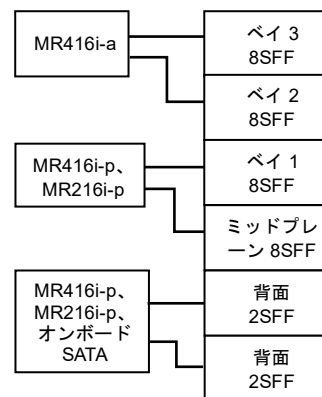 MR416i-a
ベイ 3
8SFF
ベイ 2
8SFF
MR416i-p、
MR216i-p
ベイ 1
8SFF
ミッドプレ
ーン 8SFF
MR416i-p、
MR216i-p、
オンボード
SATA
背面
2SFF
背面
2SFF